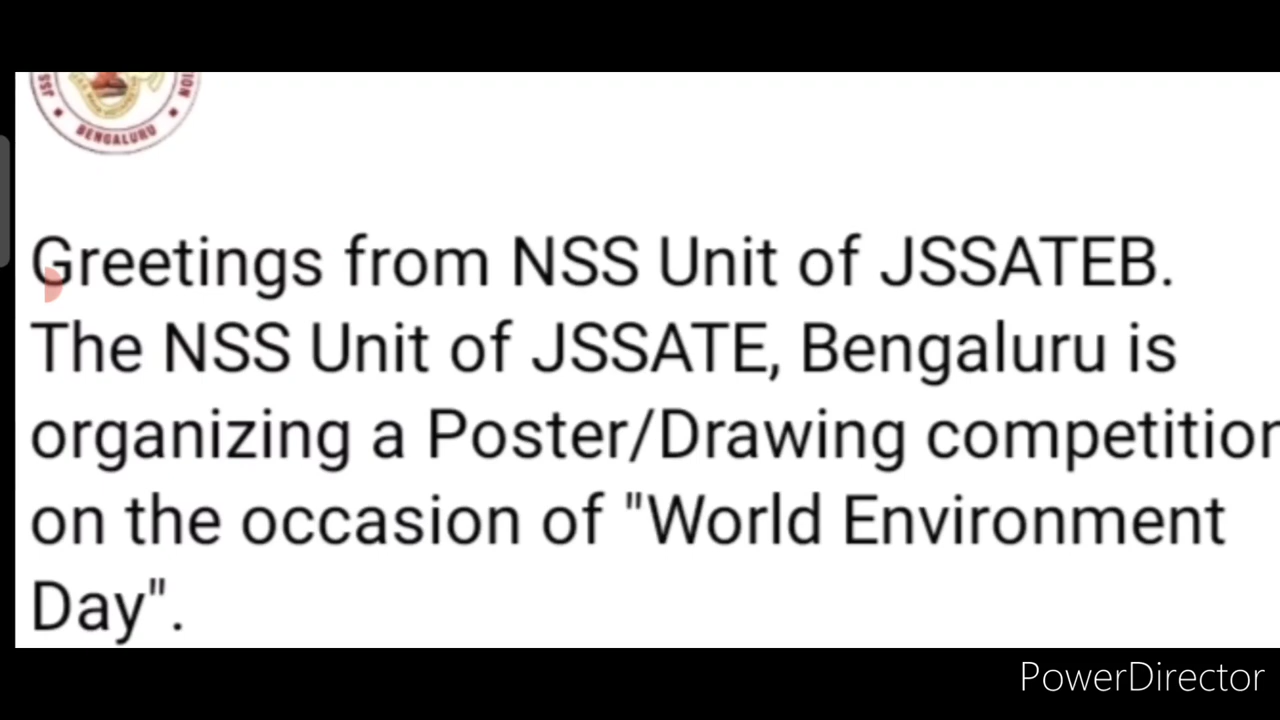 BENGALURU
Greetings from NSS Unit of JSSATEB.
The NSS Unit of JSSATE, Bengaluru is
organizing a Poster/Drawing competition
on the occasion of "World Environment
Day".
PowerDirector